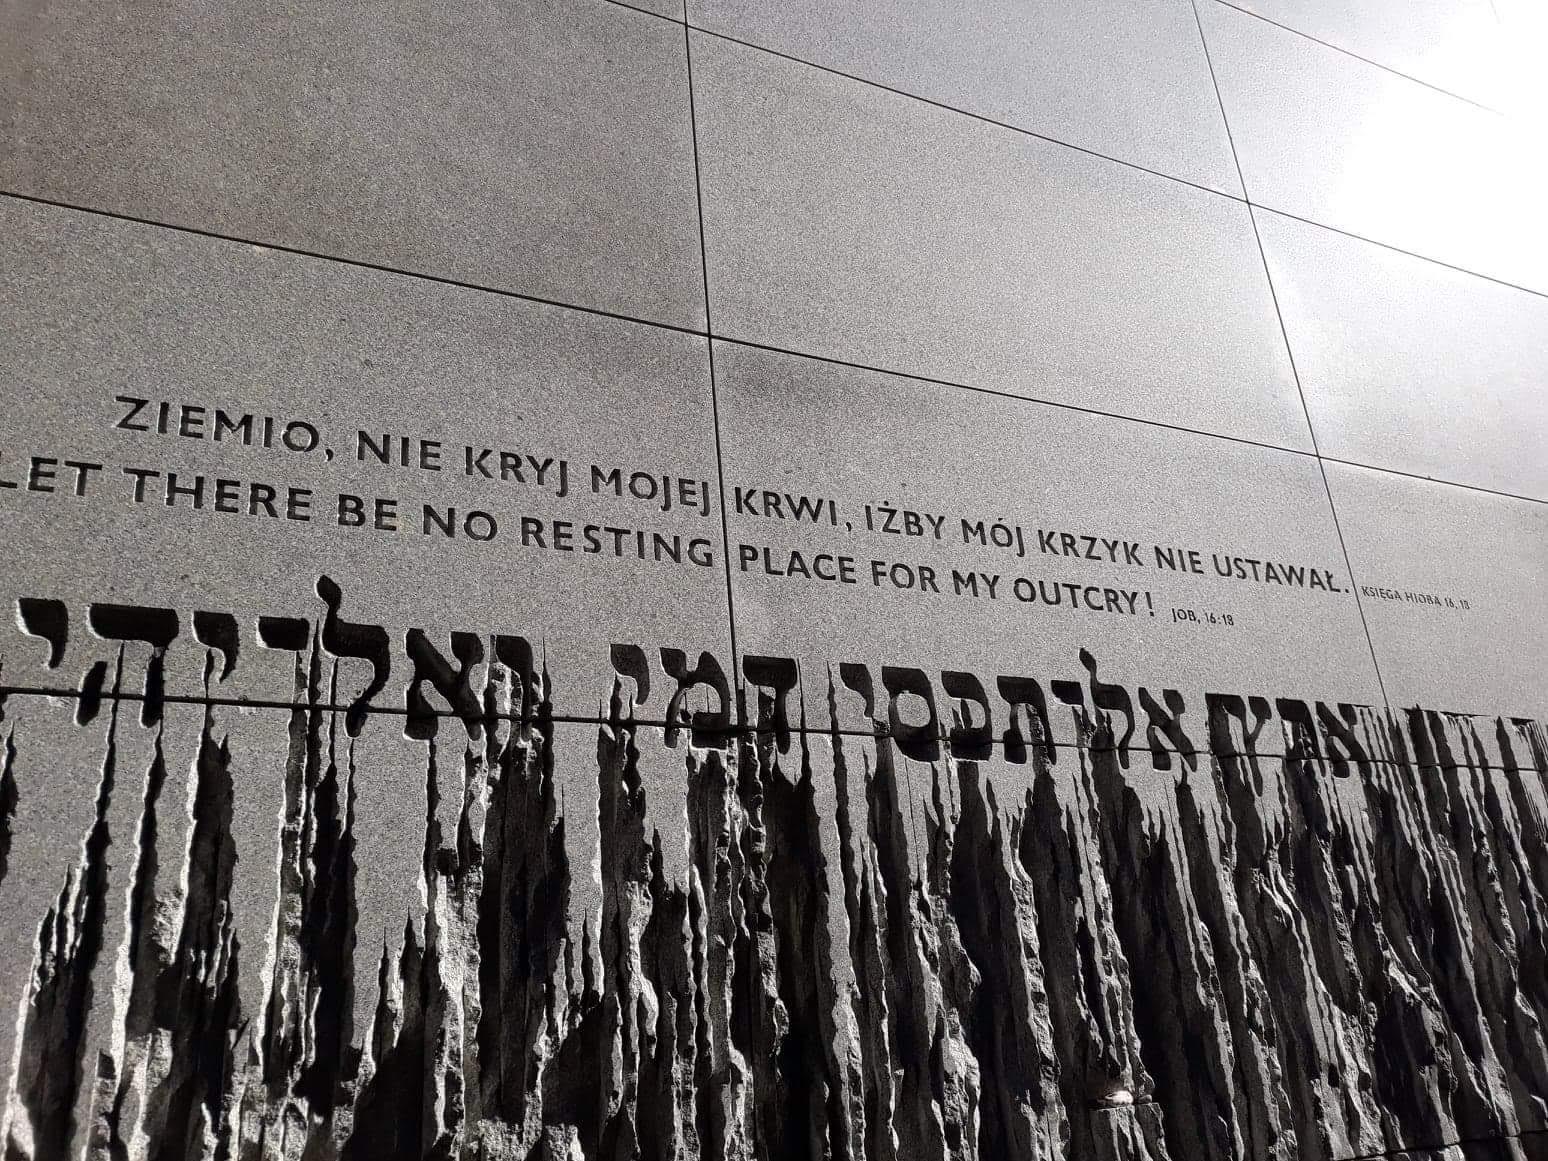 ZIEMIO, NIE KRYJ MOJEJ KRWI, IŻBY MÓJ KRZYK NIE USTAWAŁ. KSIĘGA HIOBA 16, 18
LET THERE BE NO RESTING PLACE FOR MY OUTCRY! JOB, 16:18
ארץ אל תכסי דמי ואל יהי